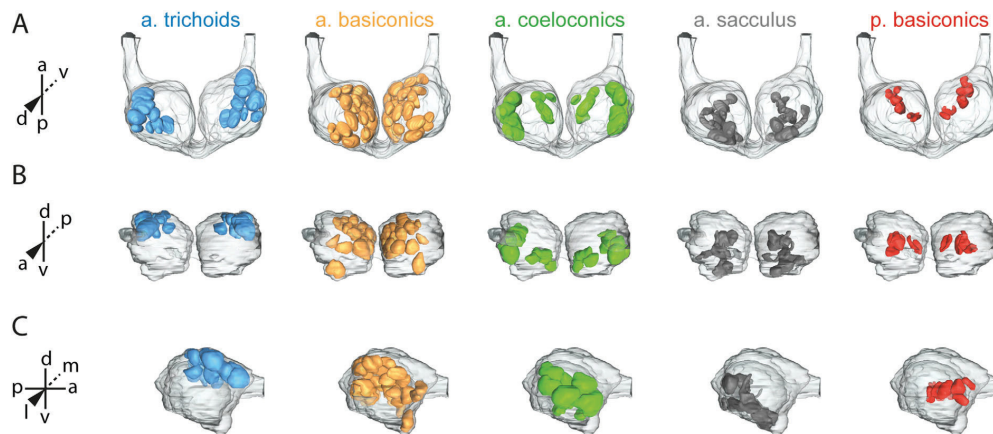 A
a. trichoids
a. basiconics
a. coeloconics
a. sacculus
p. basiconics
a
v
d
p
B
d
p
a
v
C
d
m
p
a
l
v